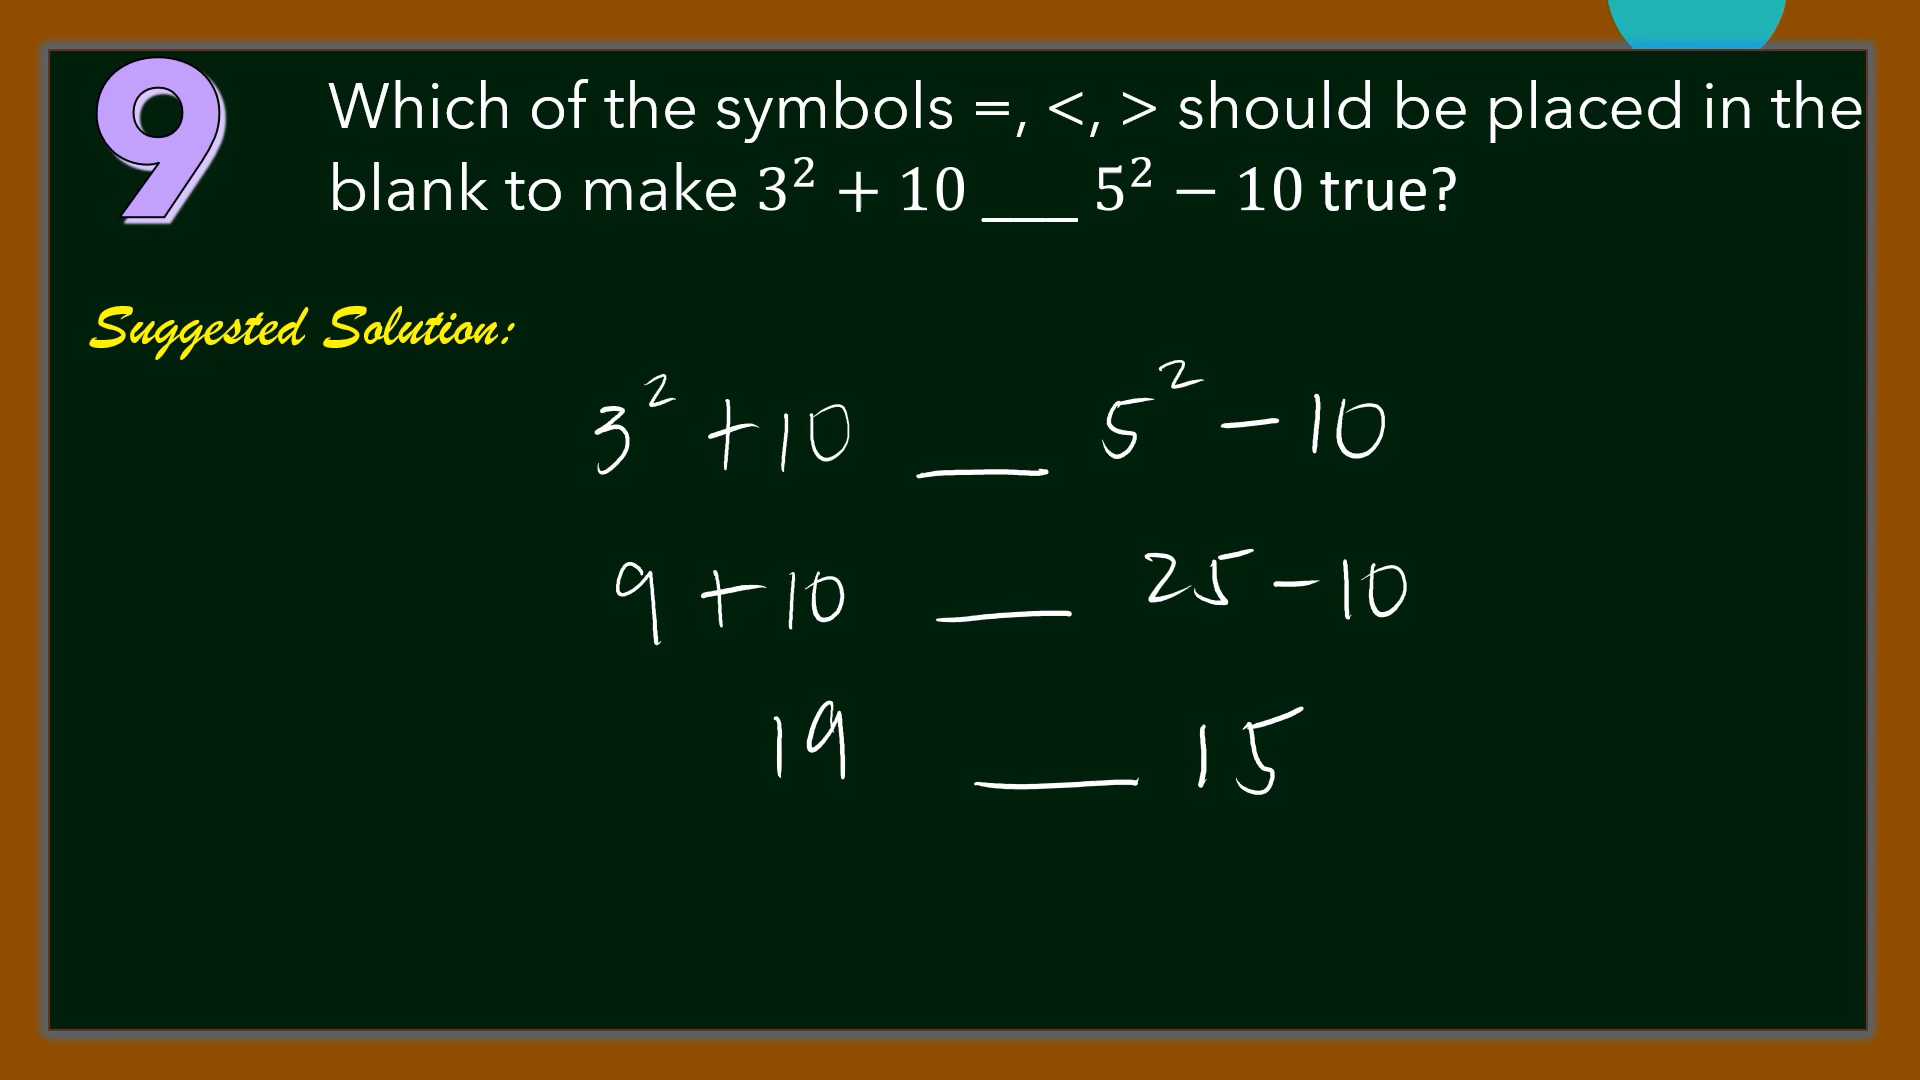 9
Which of the symbols =, <, > should be placed in the
blank to make 3² + 10 ___ 5² − 10 true?
Suggested Solution:
3² + 10 ___ 5² − 10
9 + 10 ___ 25 − 10
19 ___ 15